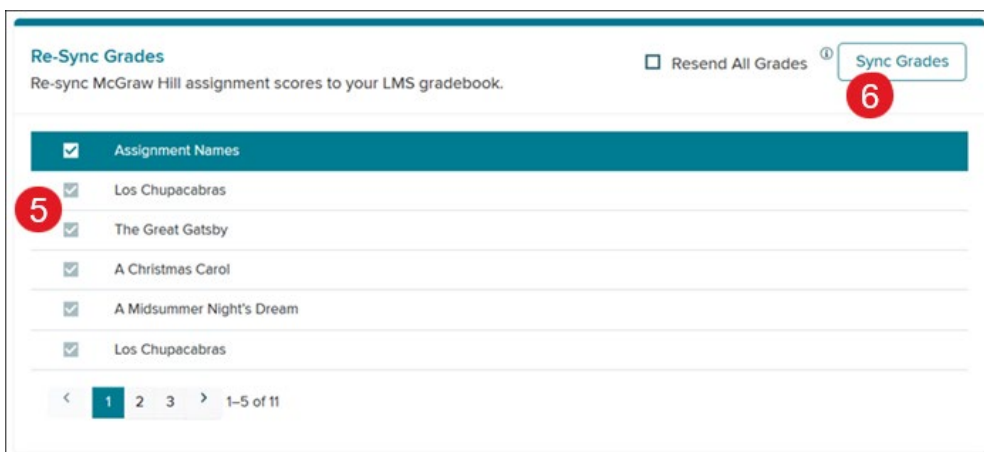 Re-Sync Grades
Re-sync McGraw Hill assignment scores to your LMS gradebook.
Resend All Grades
Sync Grades
6
Assignment Names
Los Chupacabras
5
The Great Gatsby
A Christmas Carol
A Midsummer Night's Dream
Los Chupacabras
< 1 2 3 > 1–5 of 11